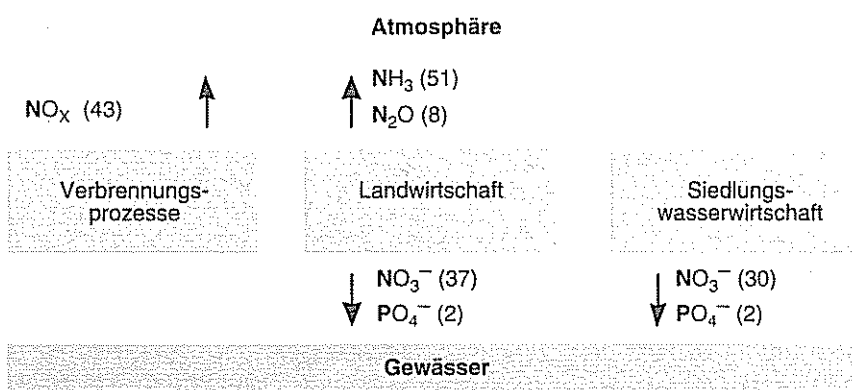 Atmosphäre
NOX (43)
NH3 (51)
N2O (8)
Verbrennungs-
prozesse
Landwirtschaft
Siedlungs-
wasserwirtschaft
NO3– (37)
PO4– (2)
NO3– (30)
PO4– (2)
Gewässer